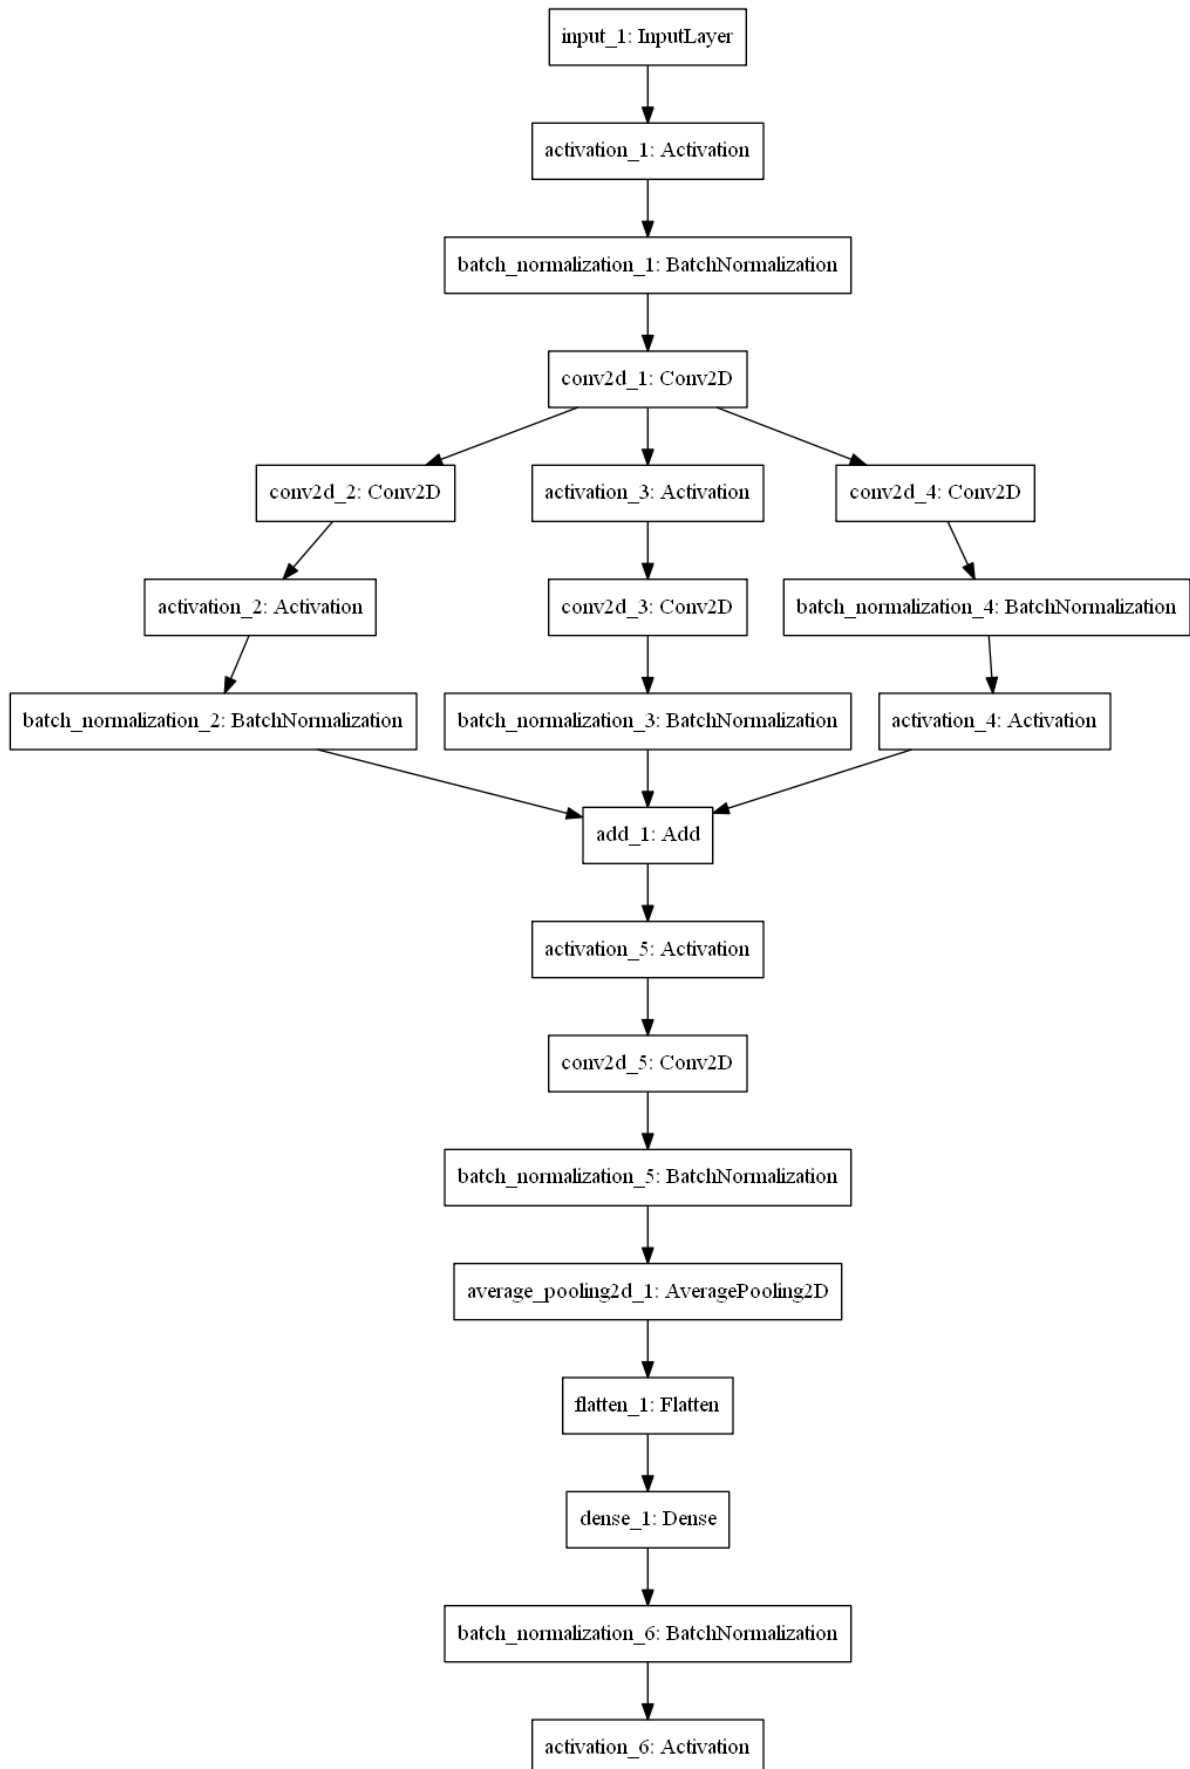 input_1: InputLayer
activation_1: Activation
batch_normalization_1: BatchNormalization
conv2d_1: Conv2D
conv2d_2: Conv2D
activation_3: Activation
conv2d_4: Conv2D
activation_2: Activation
conv2d_3: Conv2D
batch_normalization_4: BatchNormalization
batch_normalization_2: BatchNormalization
batch_normalization_3: BatchNormalization
activation_4: Activation
add_1: Add
activation_5: Activation
conv2d_5: Conv2D
batch_normalization_5: BatchNormalization
average_pooling2d_1: AveragePooling2D
flatten_1: Flatten
dense_1: Dense
batch_normalization_6: BatchNormalization
activation_6: Activation